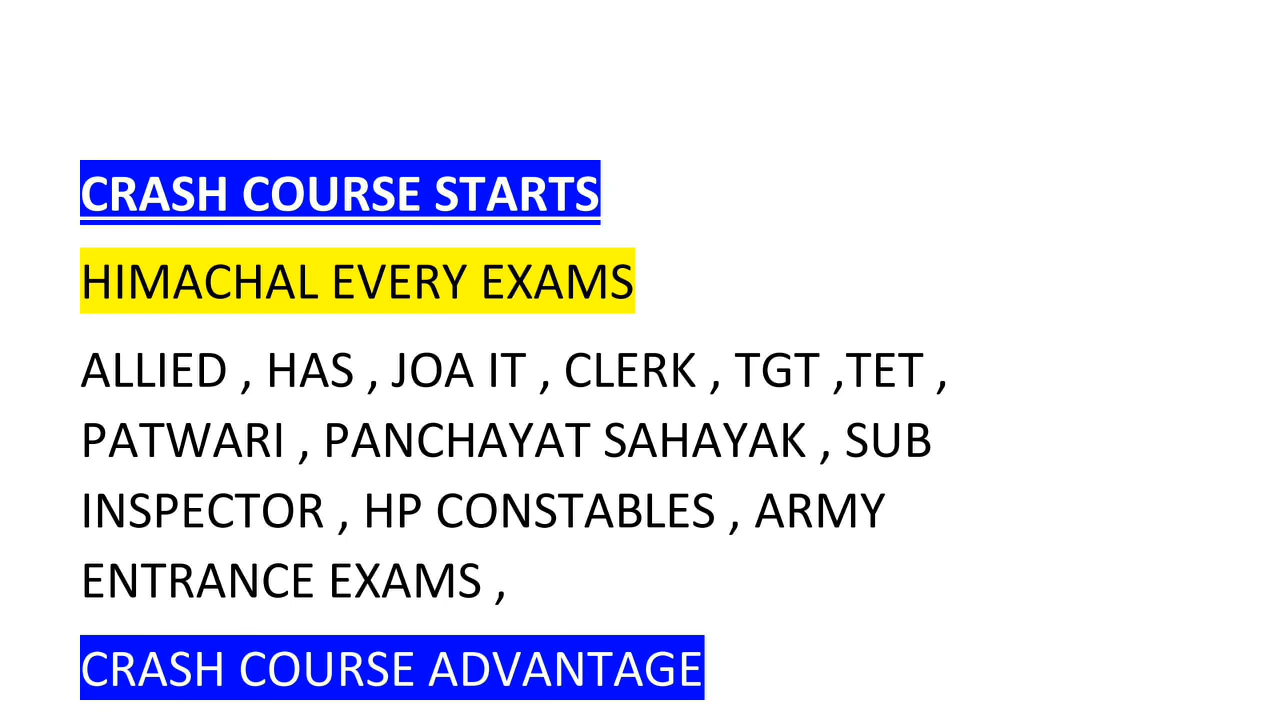 CRASH COURSE STARTS
HIMACHAL EVERY EXAMS
ALLIED , HAS , JOA IT , CLERK , TGT ,TET ,
PATWARI , PANCHAYAT SAHAYAK , SUB
INSPECTOR , HP CONSTABLES , ARMY
ENTRANCE EXAMS ,
CRASH COURSE ADVANTAGE